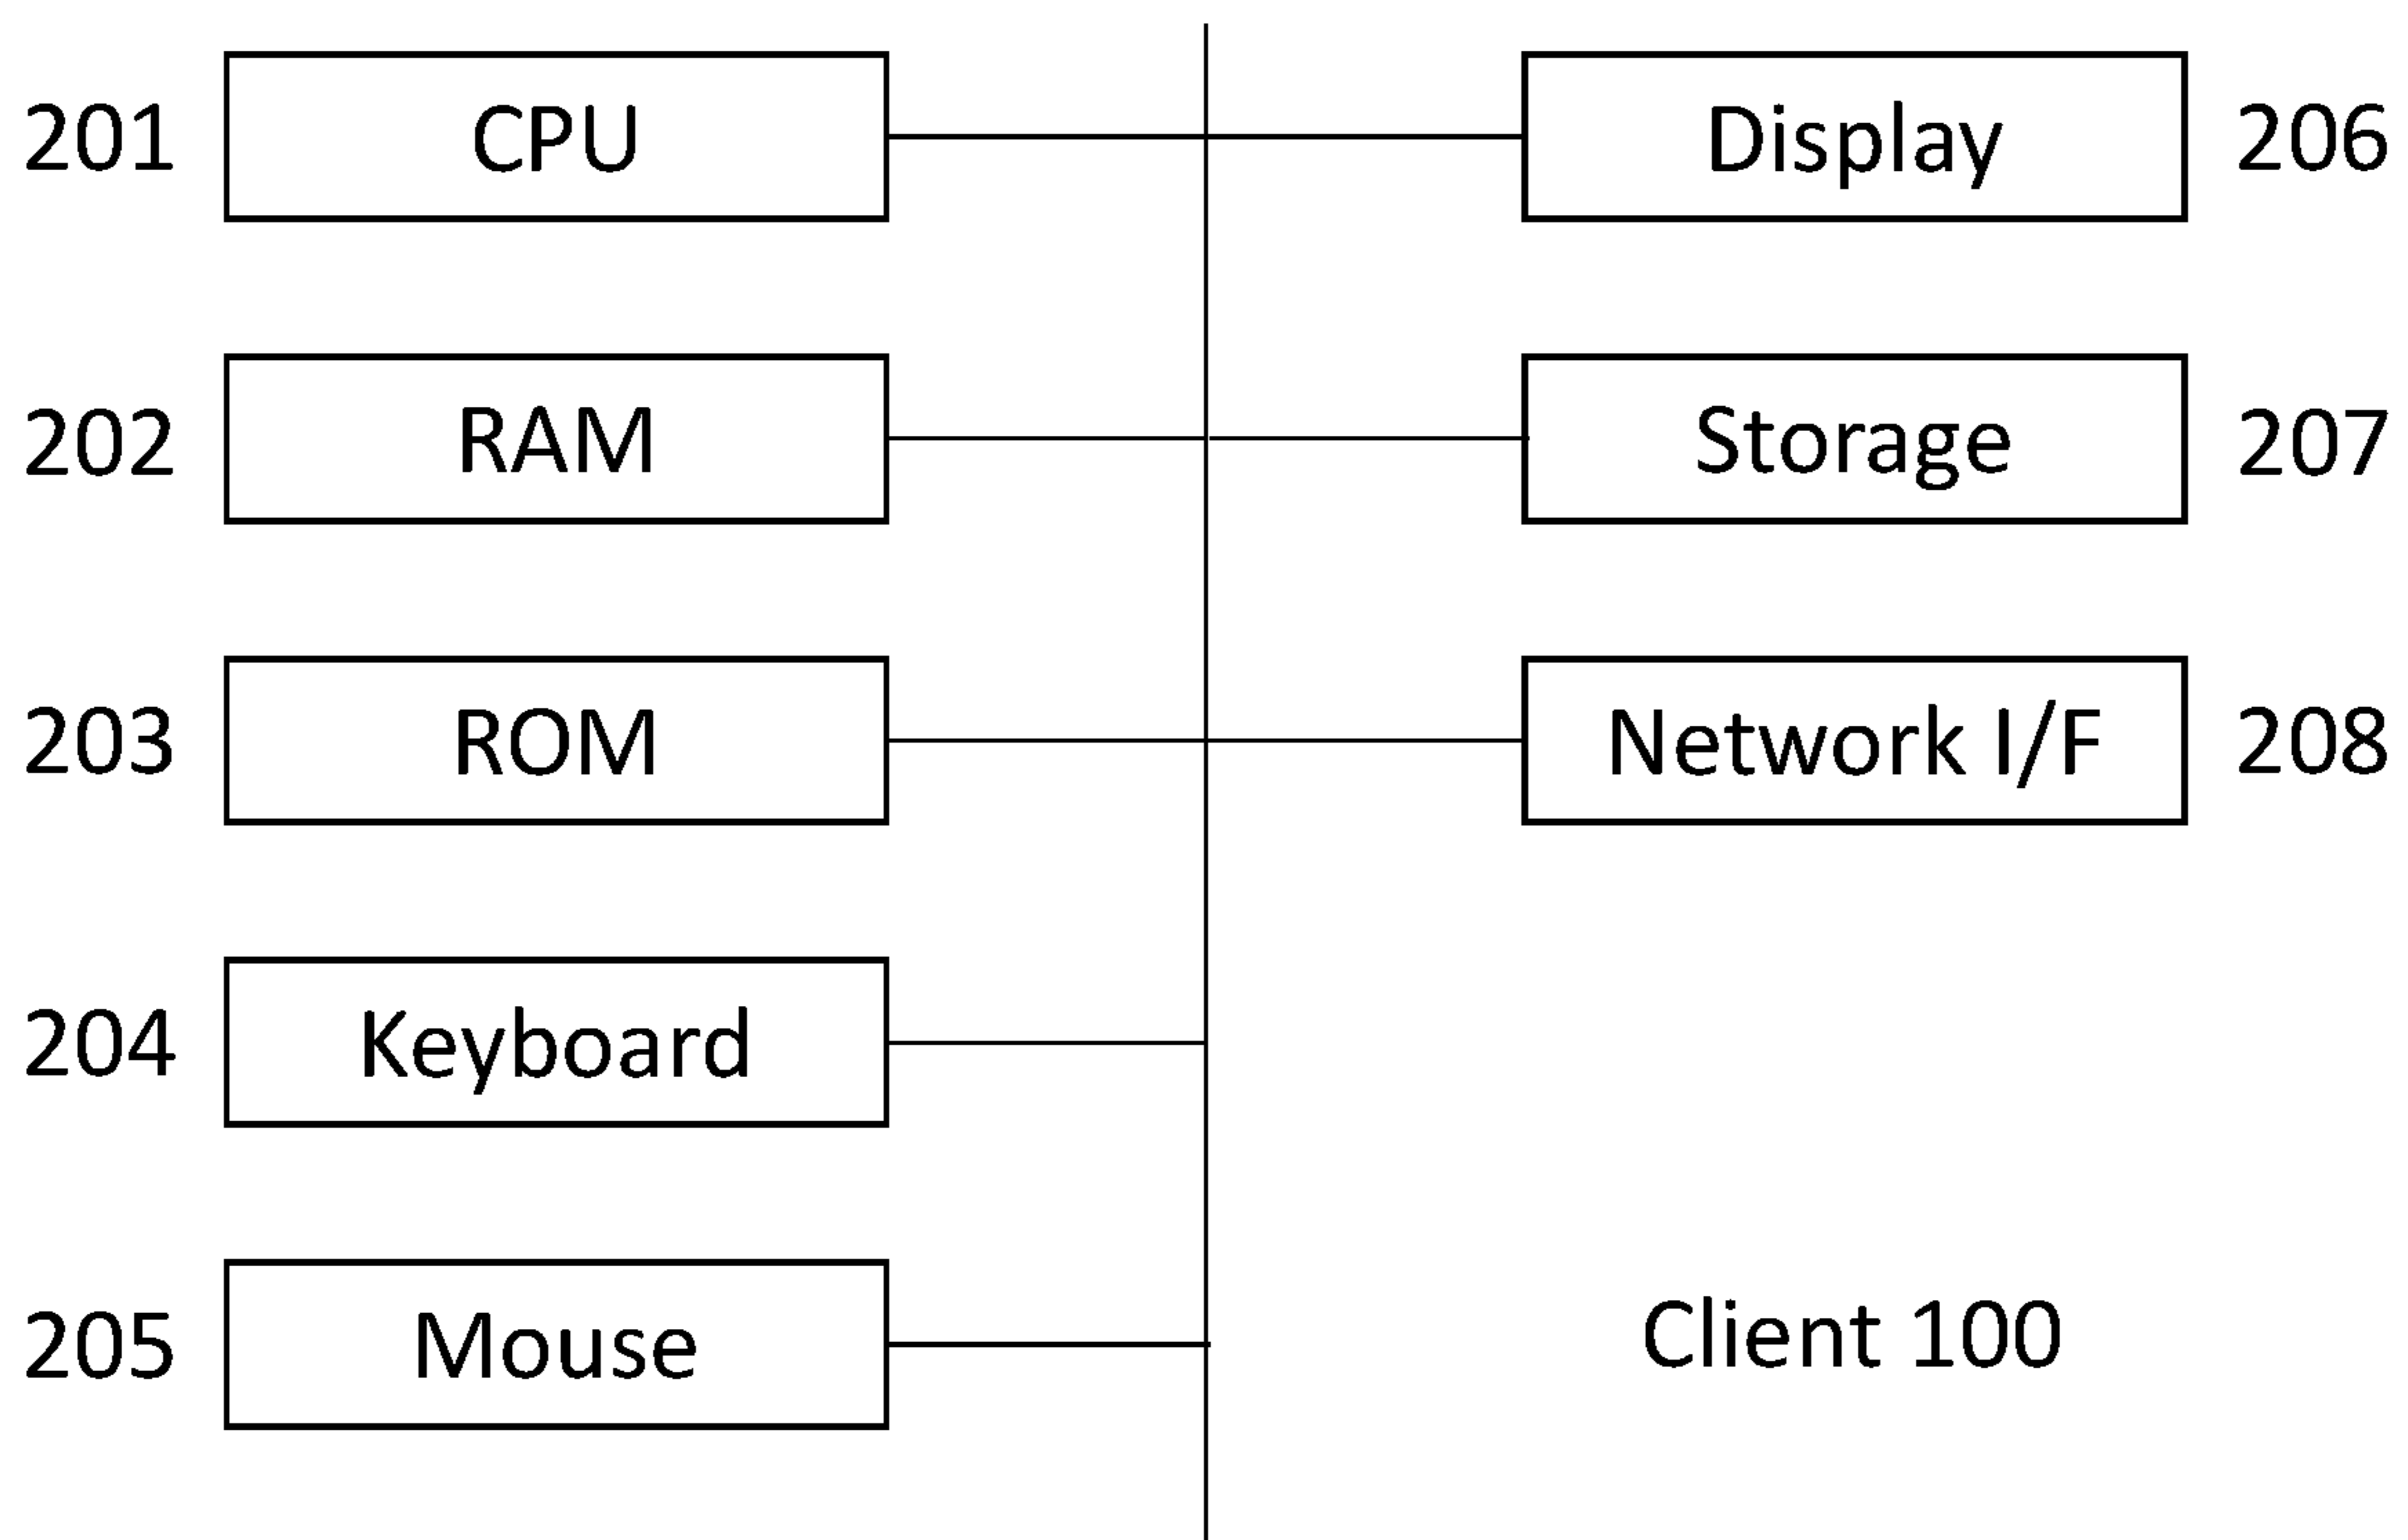 201 CPU Display 206
202 RAM Storage 207
203 ROM Network I/F 208
204 Keyboard
205 Mouse Client 100